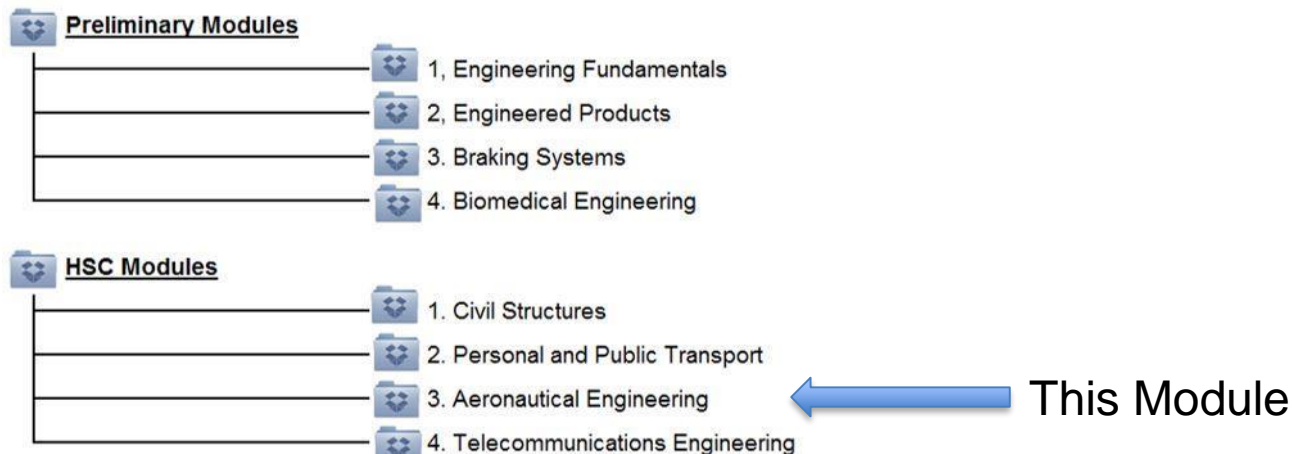 Preliminary Modules
1, Engineering Fundamentals
2, Engineered Products
3. Braking Systems
4. Biomedical Engineering
HSC Modules
1. Civil Structures
2. Personal and Public Transport
3. Aeronautical Engineering
This Module
4. Telecommunications Engineering